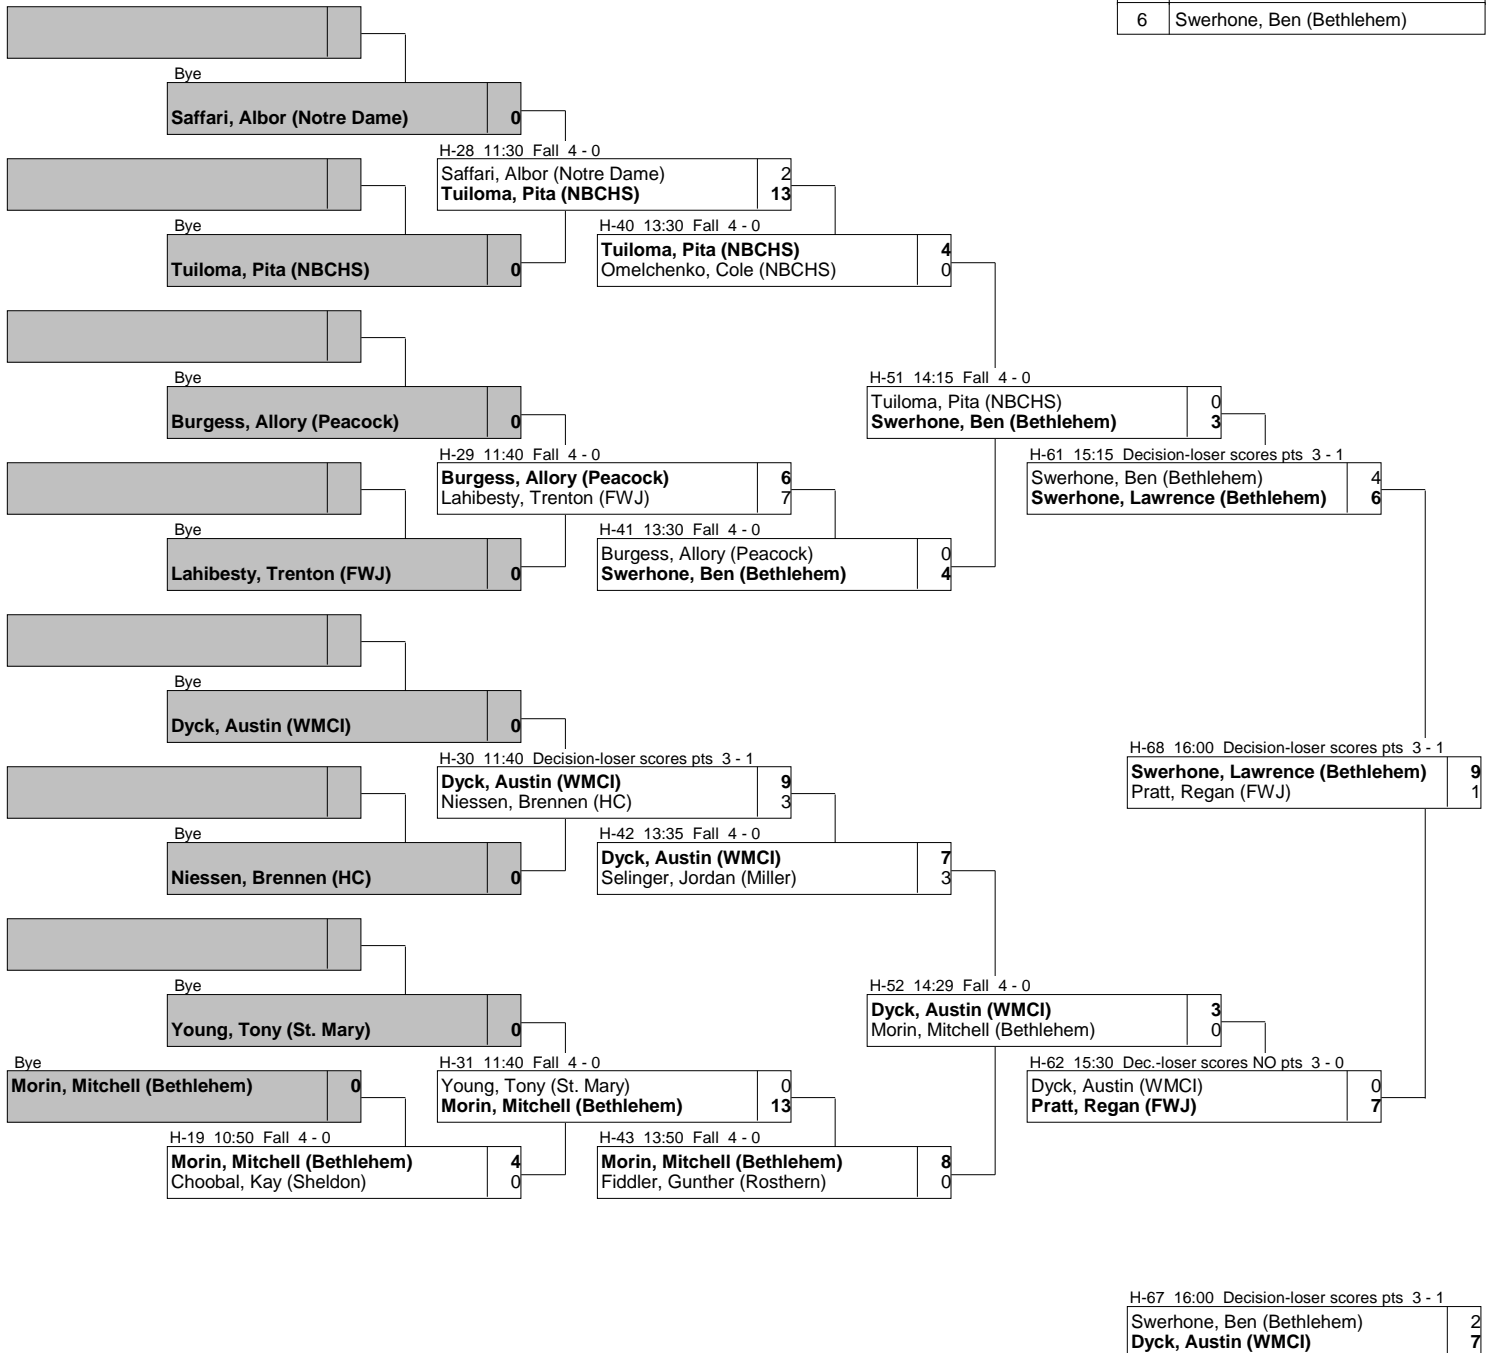 6 Swerhone, Ben (Bethlehem)
Bye
Saffari, Albor (Notre Dame) 0
H-28 11:30 Fall 4 - 0
Saffari, Albor (Notre Dame) 2
Tuiloma, Pita (NBCHS) 13
Bye
Tuiloma, Pita (NBCHS) 0
H-40 13:30 Fall 4 - 0
Tuiloma, Pita (NBCHS) 4
Omelchenko, Cole (NBCHS) 0
Bye
Burgess, Allory (Peacock) 0
H-51 14:15 Fall 4 - 0
Tuiloma, Pita (NBCHS) 0
Swerhone, Ben (Bethlehem) 3
H-29 11:40 Fall 4 - 0
Burgess, Allory (Peacock) 6
Lahibesty, Trenton (FWJ) 7
H-61 15:15 Decision-loser scores pts 3 - 1
Swerhone, Ben (Bethlehem) 4
Swerhone, Lawrence (Bethlehem) 6
Bye
Lahibesty, Trenton (FWJ) 0
H-41 13:30 Fall 4 - 0
Burgess, Allory (Peacock) 0
Swerhone, Ben (Bethlehem) 4
Bye
Dyck, Austin (WMCI) 0
H-30 11:40 Decision-loser scores pts 3 - 1
Dyck, Austin (WMCI) 9
Niessen, Brennen (HC) 3
H-68 16:00 Decision-loser scores pts 3 - 1
Swerhone, Lawrence (Bethlehem) 9
Pratt, Regan (FWJ) 1
Bye
Niessen, Brennen (HC) 0
H-42 13:35 Fall 4 - 0
Dyck, Austin (WMCI) 7
Selinger, Jordan (Miller) 3
Bye
Young, Tony (St. Mary) 0
H-52 14:29 Fall 4 - 0
Dyck, Austin (WMCI) 3
Morin, Mitchell (Bethlehem) 0
Bye
Morin, Mitchell (Bethlehem) 0
H-31 11:40 Fall 4 - 0
Young, Tony (St. Mary) 0
Morin, Mitchell (Bethlehem) 13
H-62 15:30 Dec.-loser scores NO pts 3 - 0
Dyck, Austin (WMCI) 0
Pratt, Regan (FWJ) 7
H-19 10:50 Fall 4 - 0
Morin, Mitchell (Bethlehem) 4
Choobal, Kay (Sheldon) 0
H-43 13:50 Fall 4 - 0
Morin, Mitchell (Bethlehem) 8
Fiddler, Gunther (Rosthern) 0
H-67 16:00 Decision-loser scores pts 3 - 1
Swerhone, Ben (Bethlehem) 2
Dyck, Austin (WMCI) 7